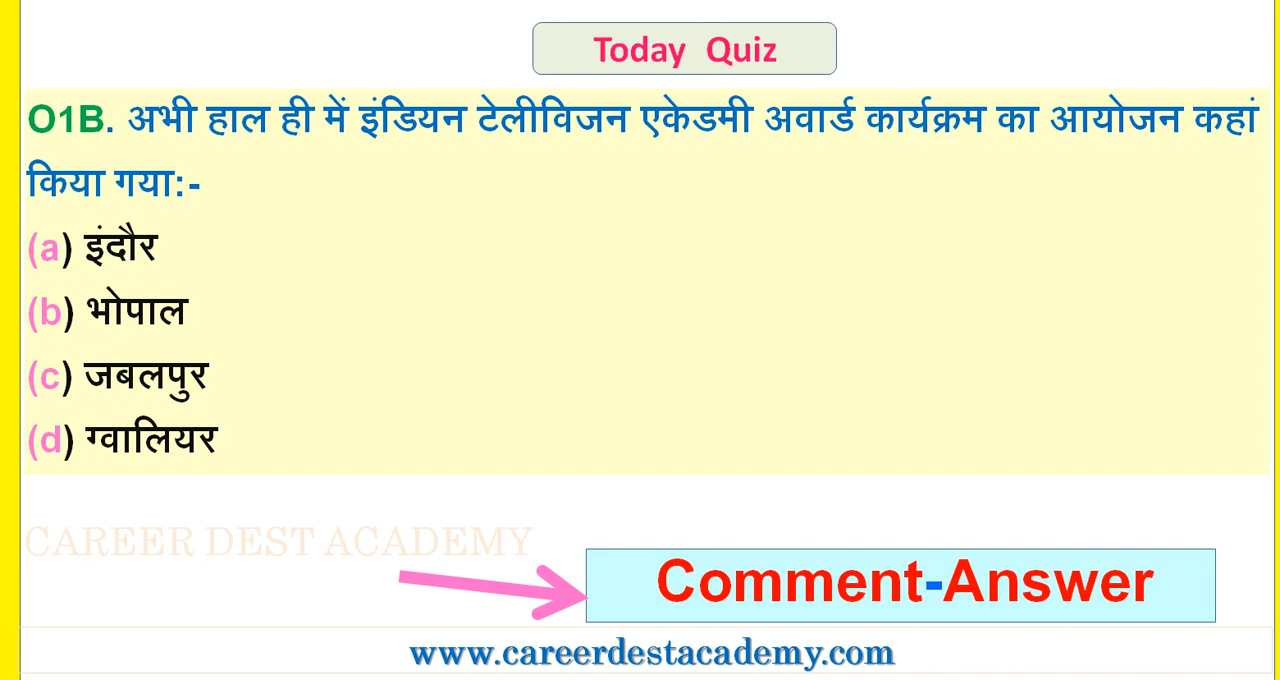 Today Quiz
O1B. अभी हाल ही में इंडियन टेलीविजन एकेडमी अवार्ड कार्यक्रम का आयोजन कहां
किया गया:-
(a) इंदौर
(b) भोपाल
(c) जबलपुर
(d) ग्वालियर
CAREER DEST ACADEMY
Comment-Answer
www.careerdestacademy.com